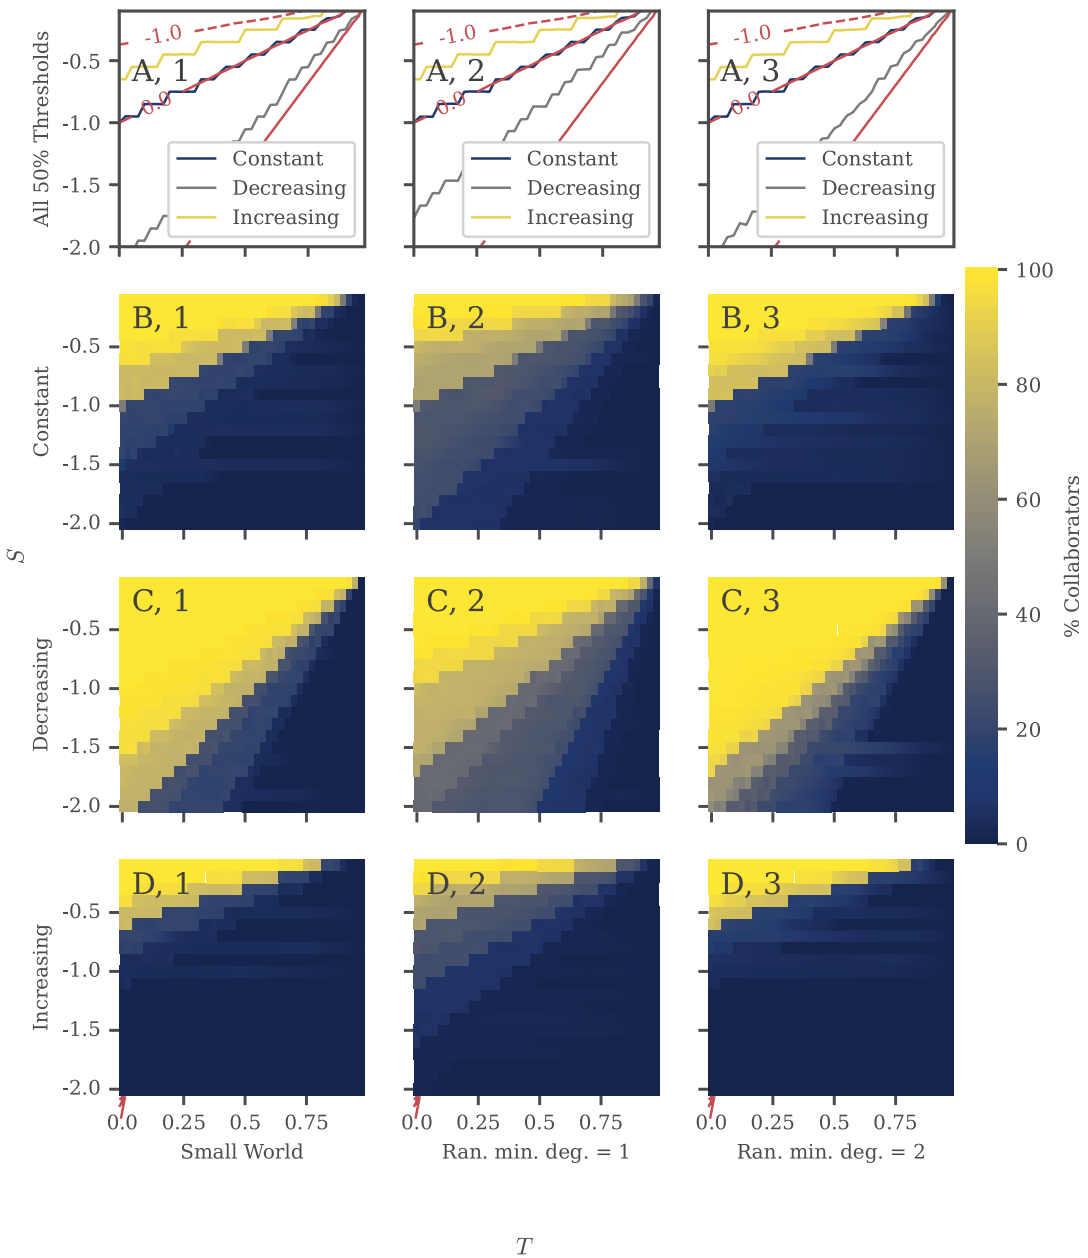 All 50% Thresholds
-0.5
-1.0
-1.5
-2.0
A, 1
-1.0
0.0
Constant
Decreasing
Increasing
A, 2
-1.0
0.0
Constant
Decreasing
Increasing
A, 3
-1.0
0.0
Constant
Decreasing
Increasing
S
Constant
-0.5
-1.0
-1.5
-2.0
B, 1
B, 2
B, 3
Decreasing
-0.5
-1.0
-1.5
-2.0
C, 1
C, 2
C, 3
Increasing
-0.5
-1.0
-1.5
-2.0
D, 1
D, 2
D, 3
100
80
60
40
20
0
% Collaborators
0.0 0.25 0.50 0.75
0.0 0.25 0.50 0.75
0.0 0.25 0.50 0.75
Small World
Ran. min. deg. = 1
Ran. min. deg. = 2
T